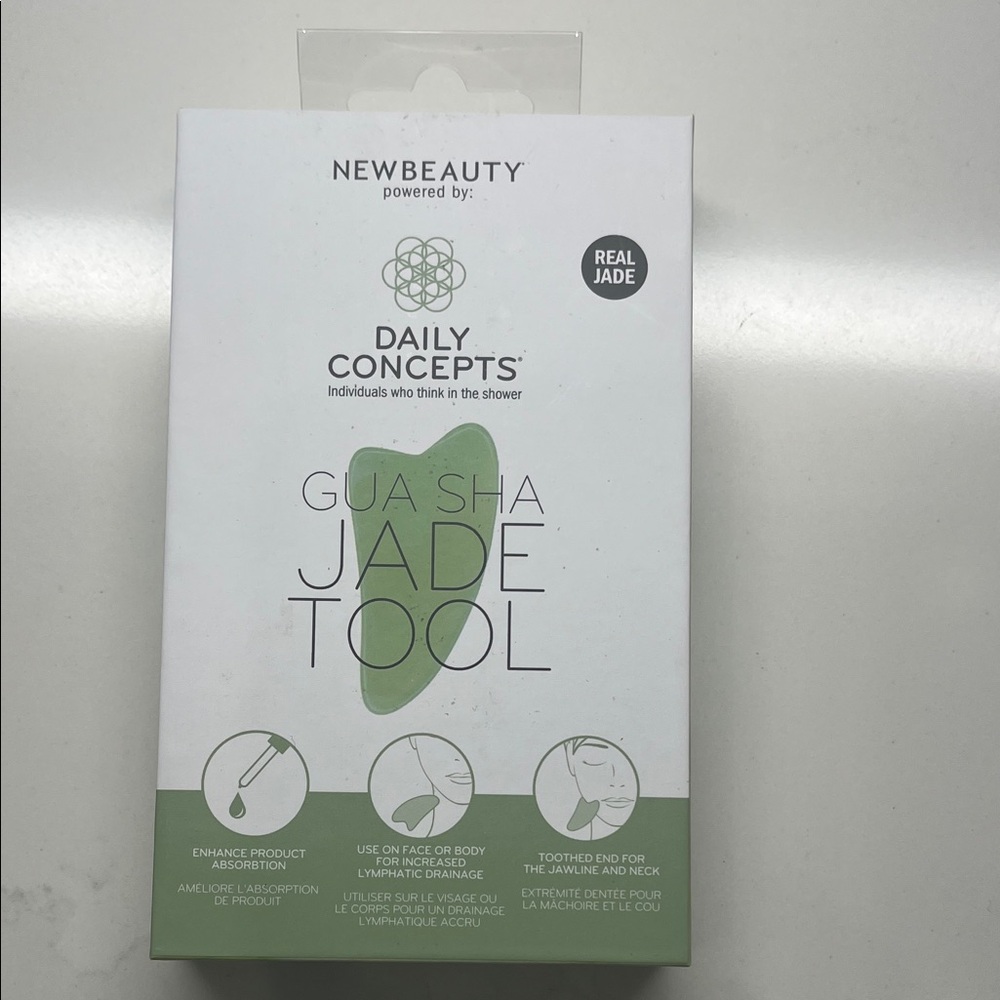 NEWBEAUTY
powered by:
REAL
JADE
DAILY
CONCEPTS®
Individuals who think in the shower
GUA SHA
JADE
TOOL
ENHANCE PRODUCT
ABSORBTION
AMÉLIORE L'ABSORPTION
DE PRODUIT
USE ON FACE OR BODY
FOR INCREASED
LYMPHATIC DRAINAGE
UTILISER SUR LE VISAGE OU
LE CORPS POUR UN DRAINAGE
LYMPHATIQUE ACCRU
TOOTHED END FOR
THE JAWLINE AND NECK
EXTRÉMITÉ DENTÉE POUR
LA MÂCHOIRE ET LE COU